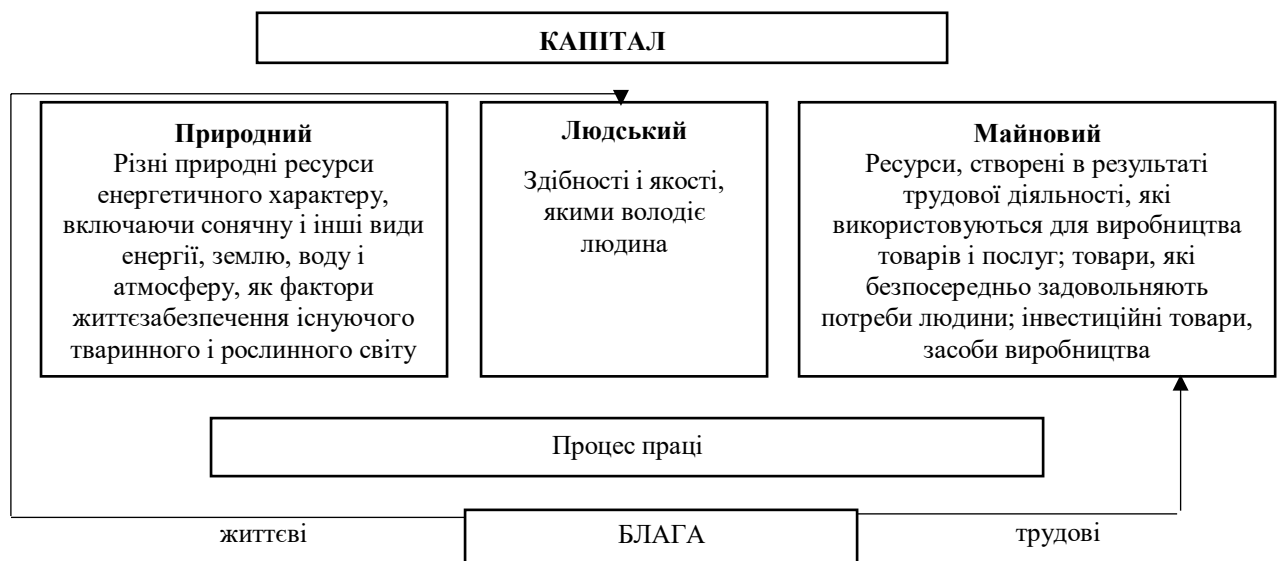 КАПІТАЛ
Природний
Різні природні ресурси
енергетичного характеру,
включаючи сонячну і інші види
енергії, землю, воду і
атмосферу, як фактори
життєзабезпечення існуючого
тваринного і рослинного світу
Людський
Здібності і якості,
якими володіє
людина
Майновий
Ресурси, створені в результаті
трудової діяльності, які
використовуються для виробництва
товарів і послуг; товари, які
безпосередньо задовольняють
потреби людини; інвестиційні товари,
засоби виробництва
Процес праці
життєві
БЛАГА
трудові